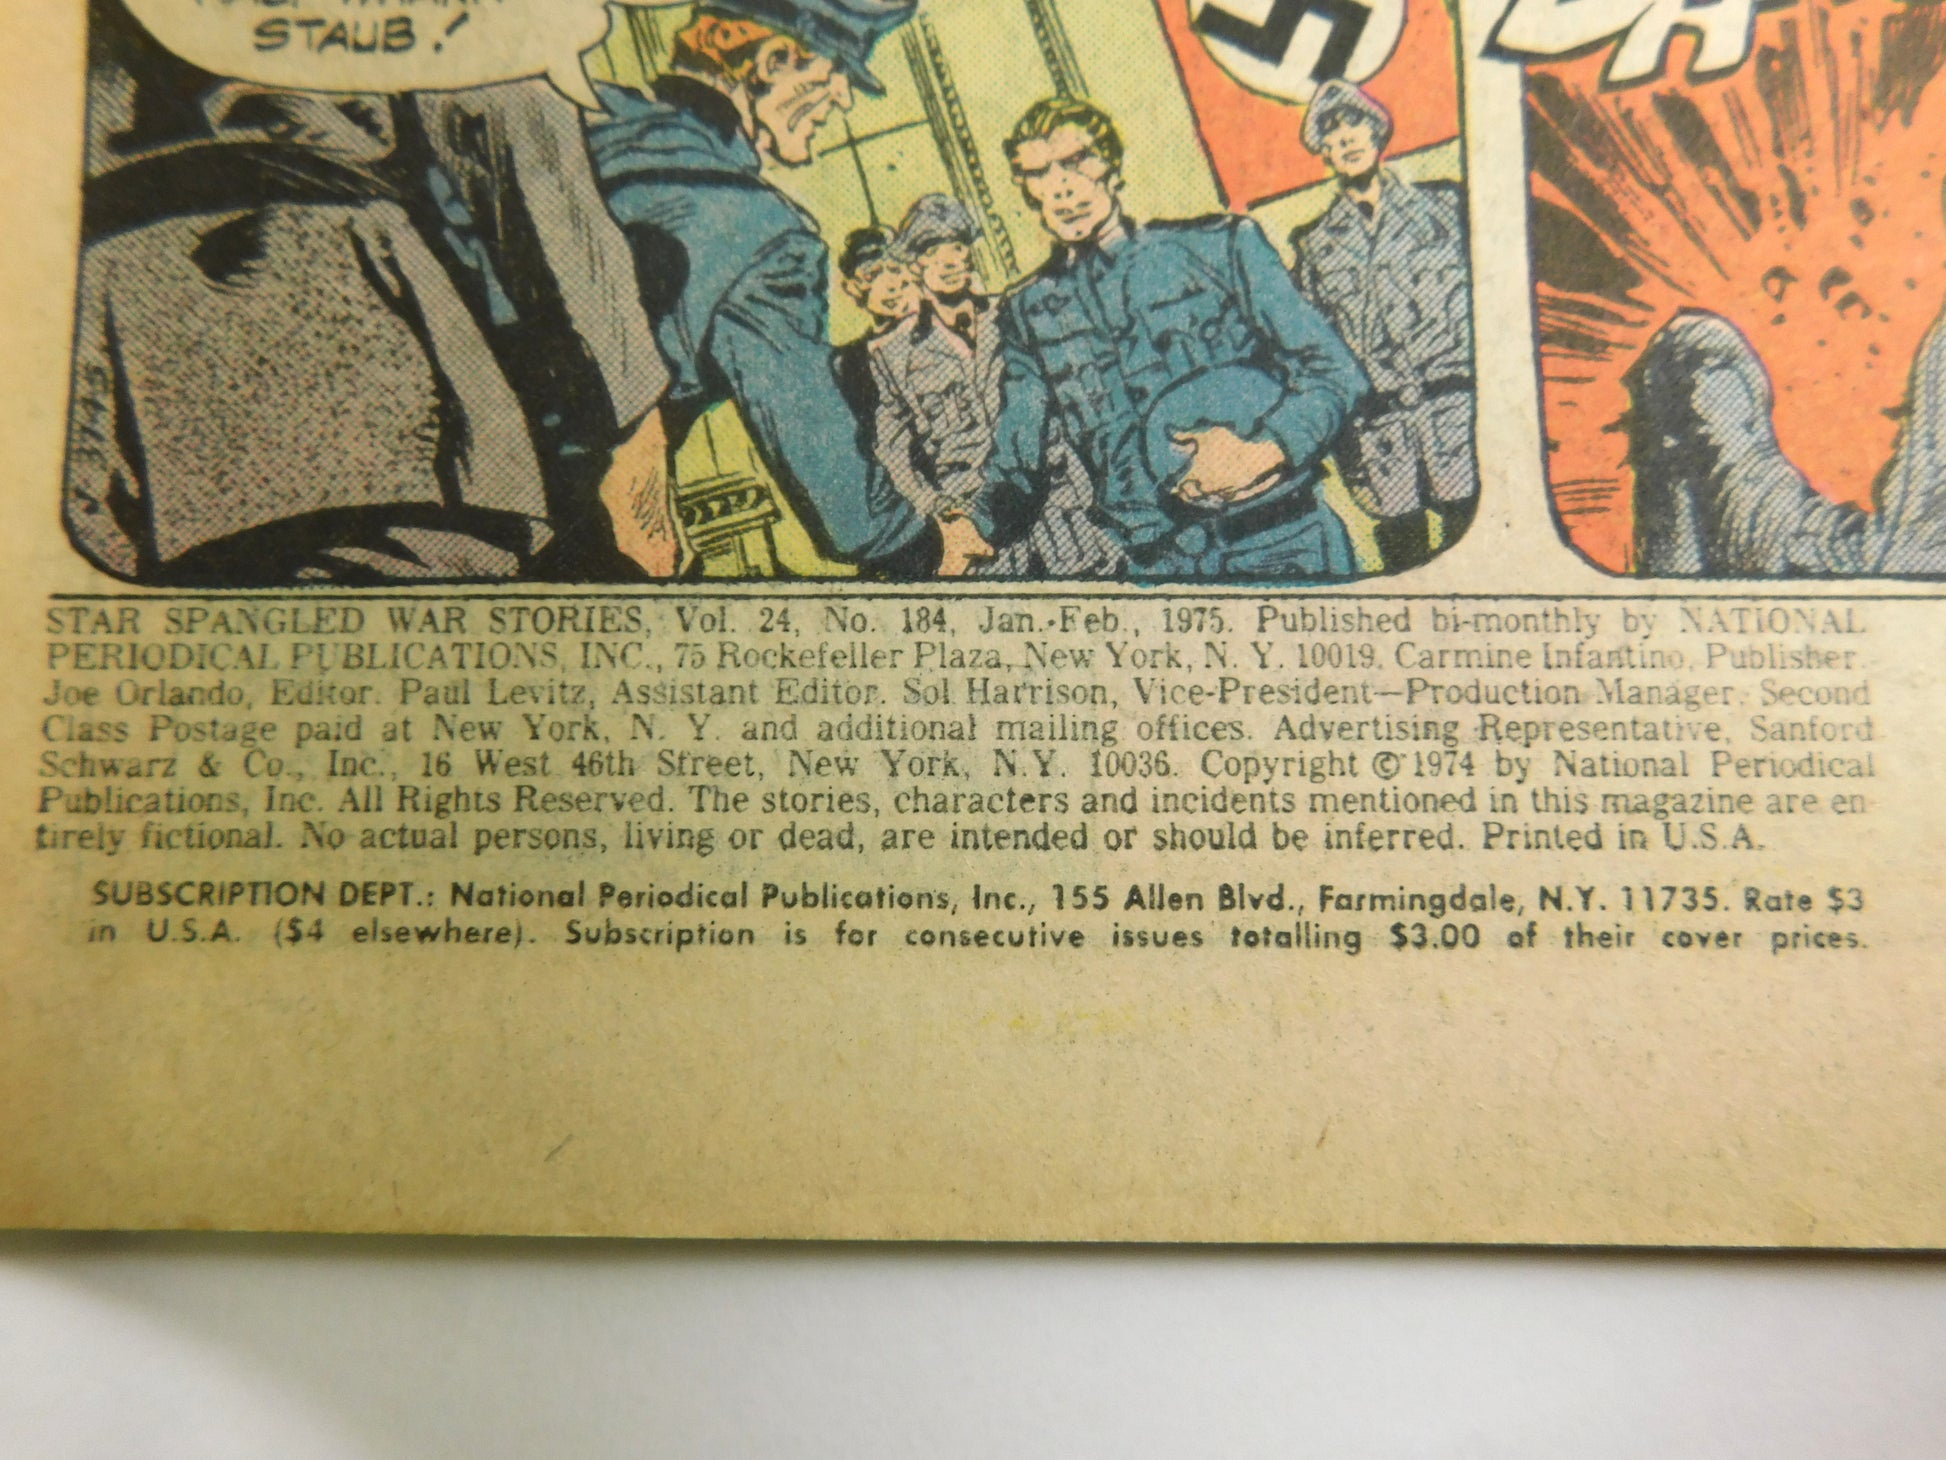 STAUB!
J 3745
STAR SPANGLED WAR STORIES, Vol. 24, No. 184, Jan.-Feb., 1975. Published bi-monthly by NATIONAL
PERIODICAL PUBLICATIONS, INC., 75 Rockefeller Plaza, New York, N. Y. 10019. Carmine Infantino, Publisher.
Joe Orlando, Editor. Paul Levitz, Assistant Editor. Sol Harrison, Vice-President—Production Manager. Second
Class Postage paid at New York, N. Y. and additional mailing offices. Advertising Representative, Sanford
Schwarz & Co., Inc., 16 West 46th Street, New York, N.Y. 10036. Copyright © 1974 by National Periodical
Publications, Inc. All Rights Reserved. The stories, characters and incidents mentioned in this magazine are en-
tirely fictional. No actual persons, living or dead, are intended or should be inferred. Printed in U.S.A.
SUBSCRIPTION DEPT.: National Periodical Publications, Inc., 155 Allen Blvd., Farmingdale, N.Y. 11735. Rate $3
in U.S.A. ($4 elsewhere). Subscription is for consecutive issues totalling $3.00 of their cover prices.